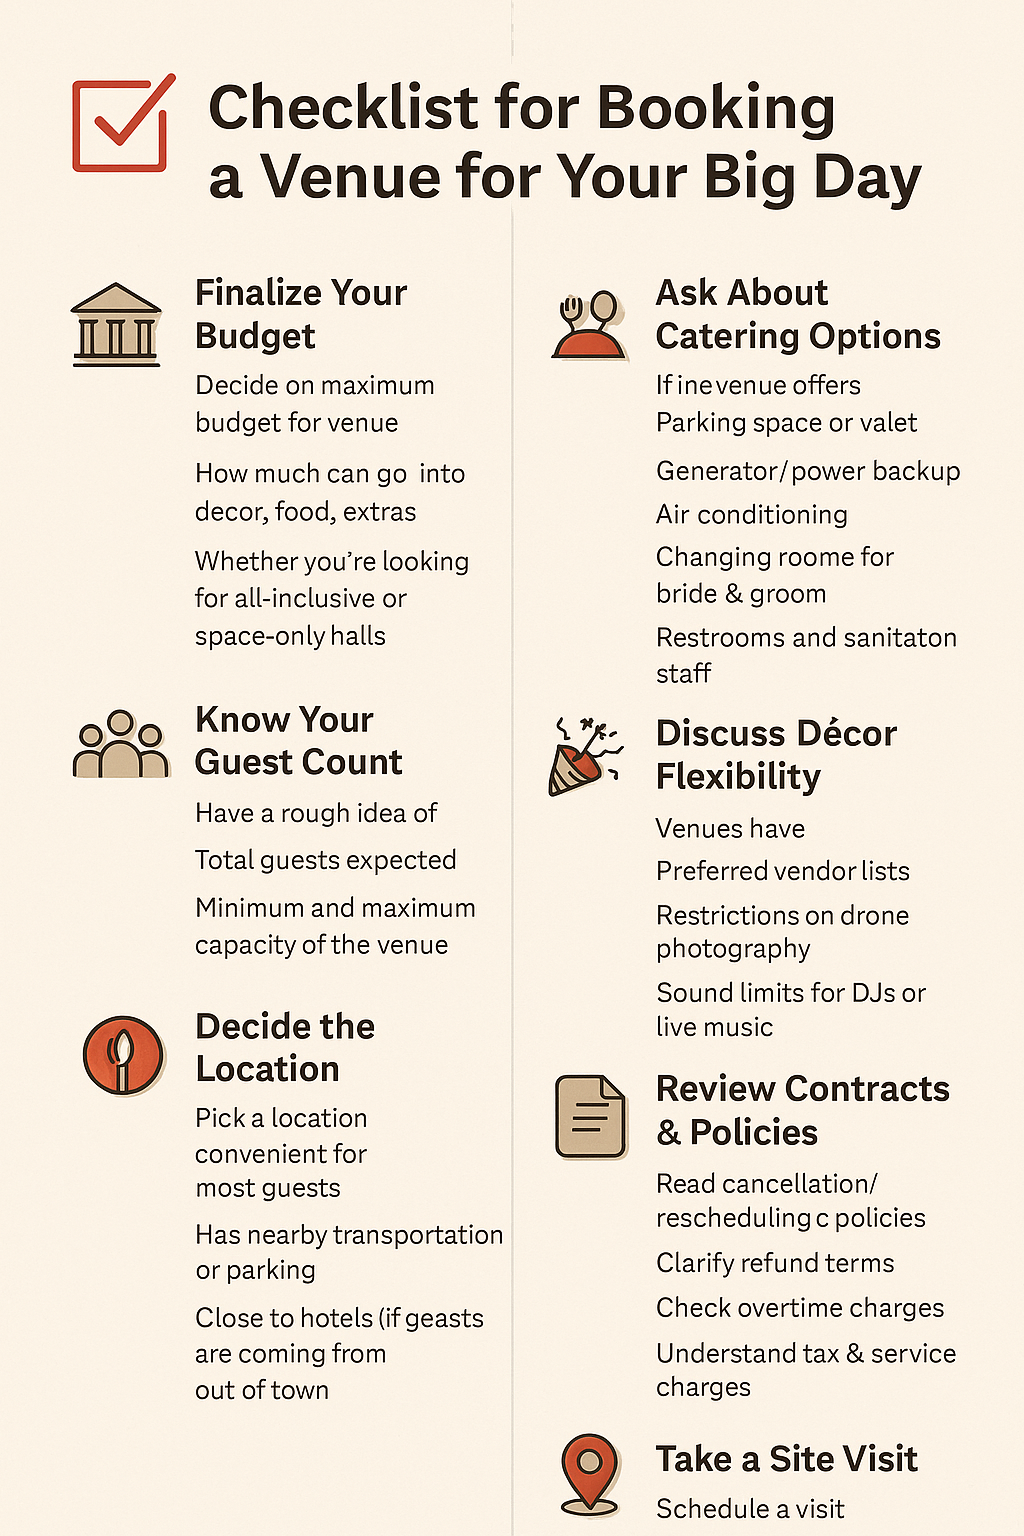 Checklist for Booking
a Venue for Your Big Day
Finalize Your
Budget
Decide on maximum
budget for venue
How much can go into
decor, food, extras
Whether you’re looking
for all-inclusive or
space-only halls
Know Your
Guest Count
Have a rough idea of
Total guests expected
Minimum and maximum
capacity of the venue
Decide the
Location
Pick a location
convenient for
most guests
Has nearby transportation
or parking
Close to hotels (if geasts
are coming from
out of town
Ask About
Catering Options
If ine venue offers
Parking space or valet
Generator/power backup
Air conditioning
Changing roome for
bride & groom
Restrooms and sanitaton
staff
Discuss Décor
Flexibility
Venues have
Preferred vendor lists
Restrictions on drone
photography
Sound limits for DJs or
live music
Review Contracts
& Policies
Read cancellation/
rescheduling c policies
Clarify refund terms
Check overtime charges
Understand tax & service
charges
Take a Site Visit
Schedule a visit